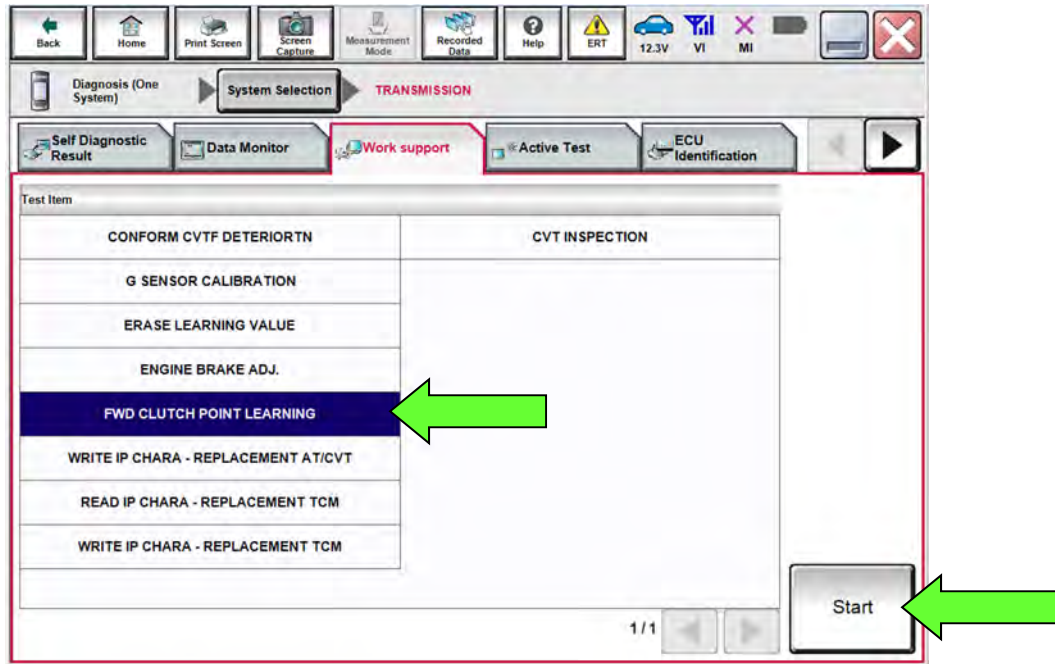 Back
Home
Print Screen
Screen
Capture
Measurement
Mode
Recorded
Data
Help
ERT
12.3V
VI
MI
Diagnosis (One
System)
System Selection
TRANSMISSION
Self Diagnostic
Result
Data Monitor
Work support
Active Test
ECU
Identification
Test Item
CONFORM CVTF DETERIORTN
CVT INSPECTION
G SENSOR CALIBRATION
ERASE LEARNING VALUE
ENGINE BRAKE ADJ.
FWD CLUTCH POINT LEARNING
WRITE IP CHARA - REPLACEMENT AT/CVT
READ IP CHARA - REPLACEMENT TCM
WRITE IP CHARA - REPLACEMENT TCM
Start
1/1